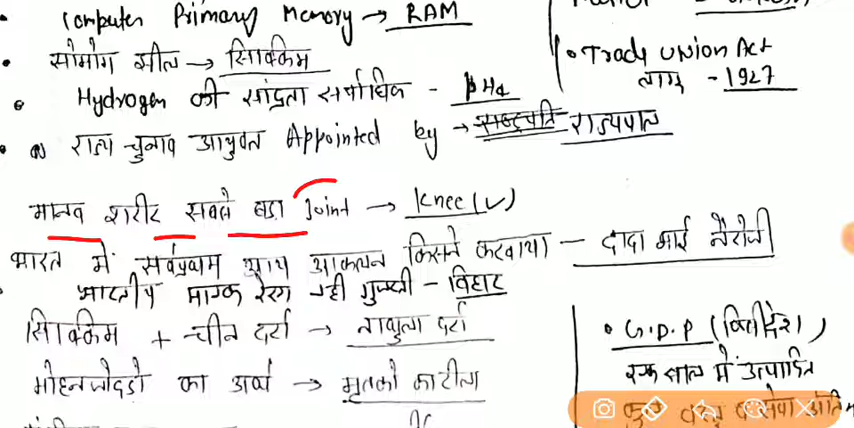 Computer Primary Memory → RAM
सोमगो झील → सिक्किम
Hydrogen की सांद्रता सर्वाधिक - pH4
राज्य चुनाव आयुक्त Appointed by → राष्ट्रपति राज्यपाल
मानव शरीर सबसे बड़ा Joint → Knee (V)
भारत में सर्वप्रथम आय आकलन किसने करवाया - दादा भाई नैरोजी
भारतीय मानक रेखा नही गुजरती - बिहार
सिक्किम + चीन दर्रा → नाथुला दर्रा
मोहनजोदडो का अर्थ → मृतको का टीला
• Trade Union Act
लागू - 1927
• G.D.P (किसी देश)
एक साल में उत्पादित
कुल वस्तु व सेवा